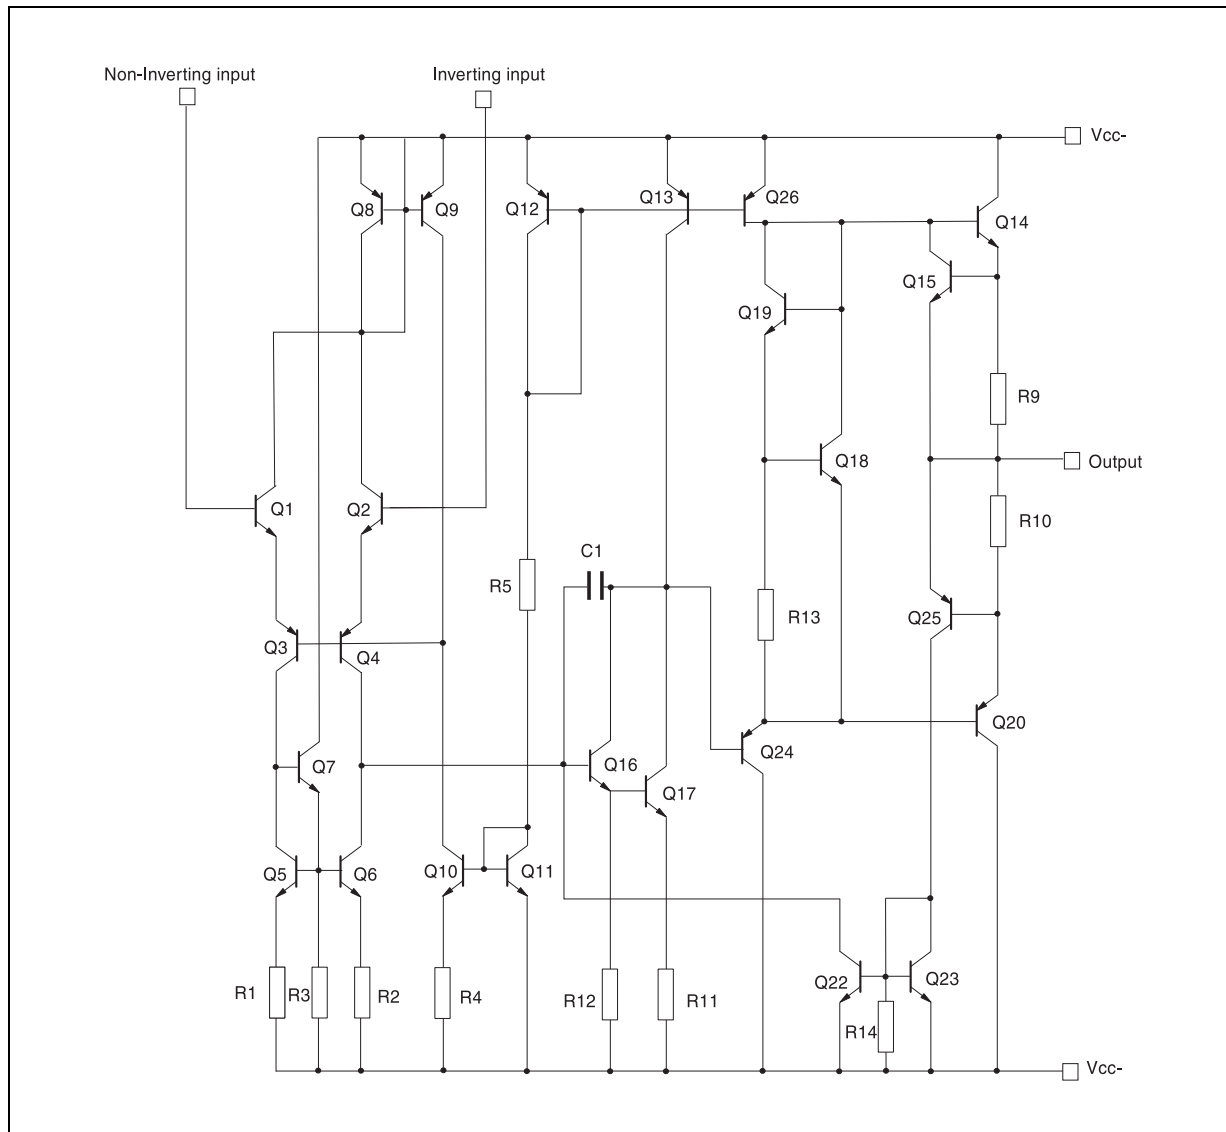 Non-Inverting input
Inverting input
Vcc-
Q8
Q9
Q12
Q13
Q26
Q14
Q15
Q19
R9
Output
Q18
Q1
Q2
R10
C1
R5
R13
Q25
Q3
Q4
Q20
Q24
Q7
Q16
Q17
Q5
Q6
Q10
Q11
Q22
Q23
R1
R3
R2
R4
R12
R11
R14
Vcc-